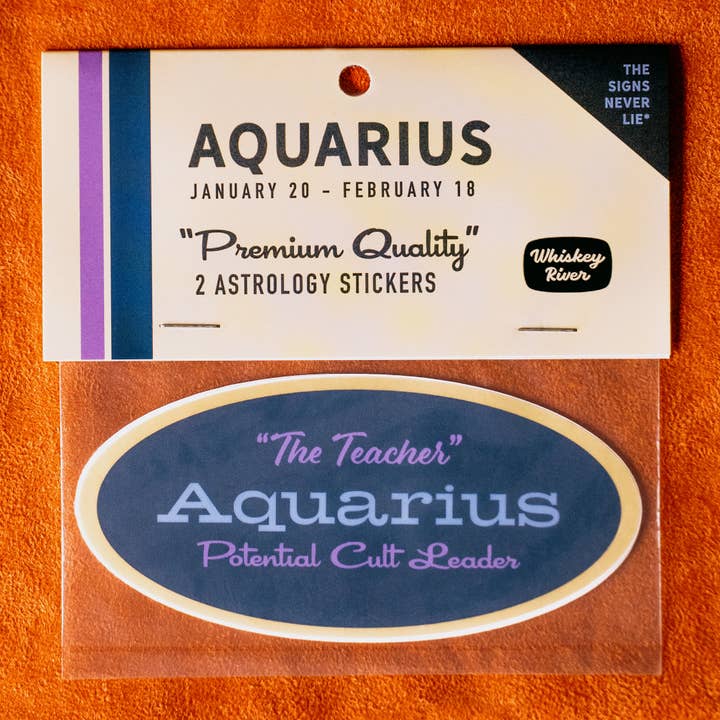 THE
SIGNS
NEVER
LIE*
AQUARIUS
JANUARY 20 - FEBRUARY 18
"Premium Quality"
2 ASTROLOGY STICKERS
Whiskey
River
"The Teacher"
Aquarius
Potential Cult Leader